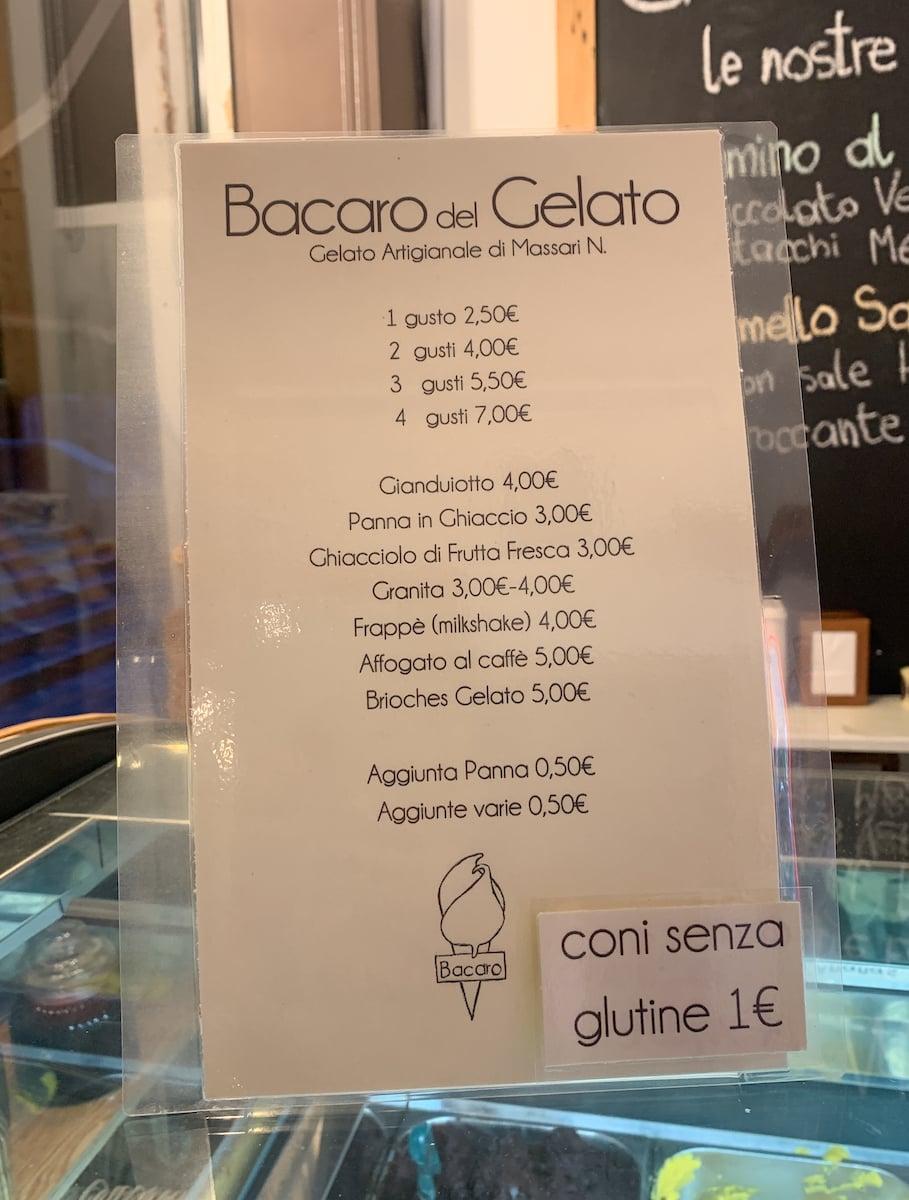 le nostre
al
sale
Bacaro del Gelato
Gelato Artigianale di Massari N.
1 gusto 2,50€
2 gusti 4,00€
3 gusti 5,50€
4 gusti 7,00€
Gianduiotto 4,00€
Panna in Ghiaccio 3,00€
Ghiacciolo di Frutta Fresca 3,00€
Granita 3,00€-4,00€
Frappè (milkshake) 4,00€
Affogato al caffè 5,00€
Brioches Gelato 5,00€
Aggiunta Panna 0,50€
Aggiunte varie 0,50€
Bacaro
coni senza
glutine 1€